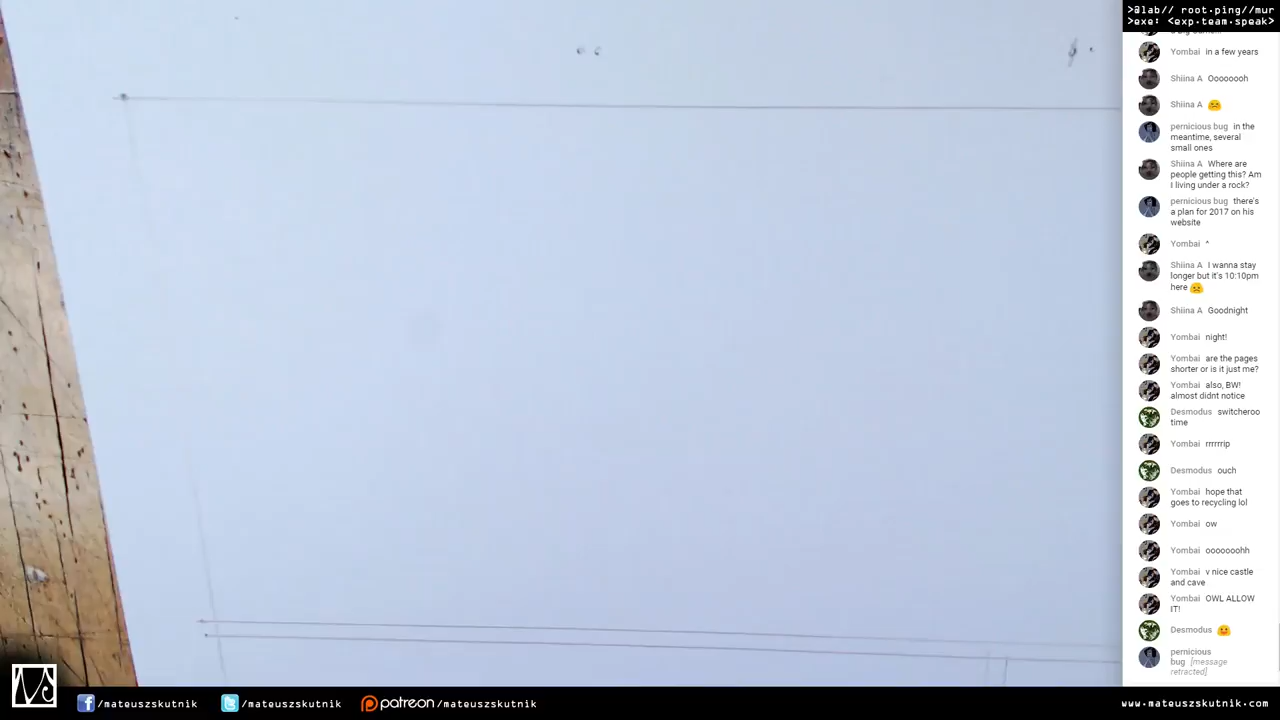 >@lab// root.ping//mur
>exe: <exp.team.speak>
Yombai in a few years
Shiina A Oooooooh
Shiina A
pernicious bug in the
meantime, several
small ones
Shiina A Where are
people getting this? Am
I living under a rock?
pernicious bug there's
a plan for 2017 on his
website
Yombai ^
Shiina A I wanna stay
longer but it's 10:10pm
here
Shiina A Goodnight
Yombai night!
Yombai are the pages
shorter or is it just me?
Yombai also, BW!
almost didnt notice
Desmodus switcheroo
time
Yombai rrrrrrip
Desmodus ouch
Yombai hope that
goes to recycling lol
Yombai ow
Yombai ooooooohh
Yombai v nice castle
and cave
Yombai OWL ALLOW
IT!
Desmodus
pernicious
bug [message
retracted]
/mateuszskutnik /mateuszskutnik patreon/mateuszskutnik www.mateuszskutnik.com